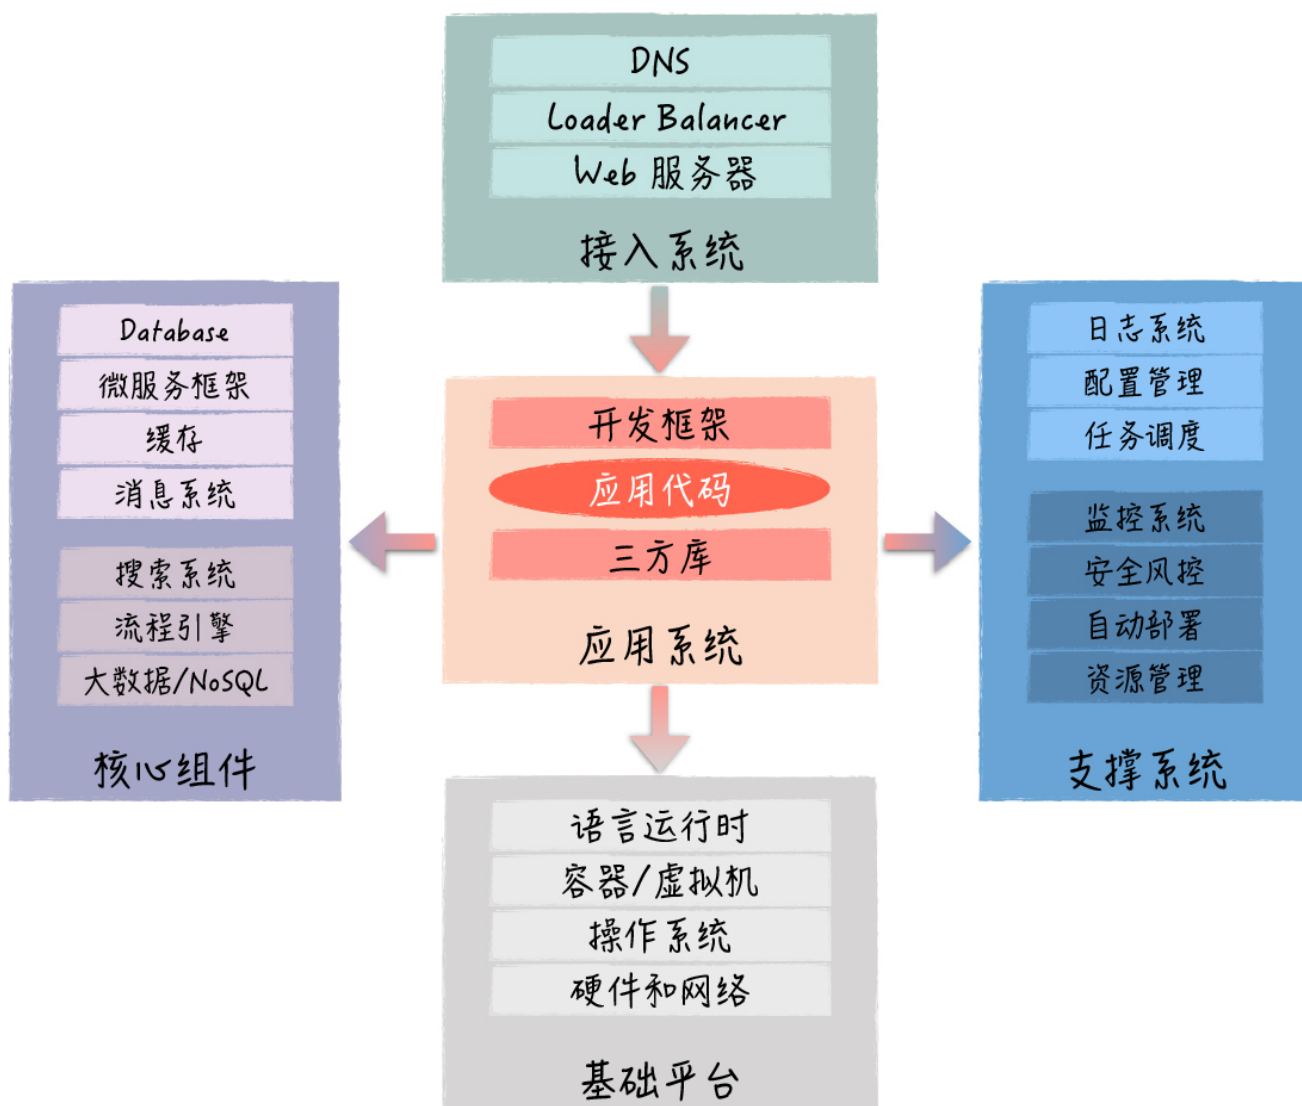 DNS
Loader Balancer
Web 服务器
接入系统
Database
微服务框架
缓存
消息系统
搜索系统
流程引擎
大数据/NoSQL
核心组件
开发框架
应用代码
三方库
应用系统
日志系统
配置管理
任务调度
监控系统
安全风控
自动部署
资源管理
支撑系统
语言运行时
容器/虚拟机
操作系统
硬件和网络
基础平台